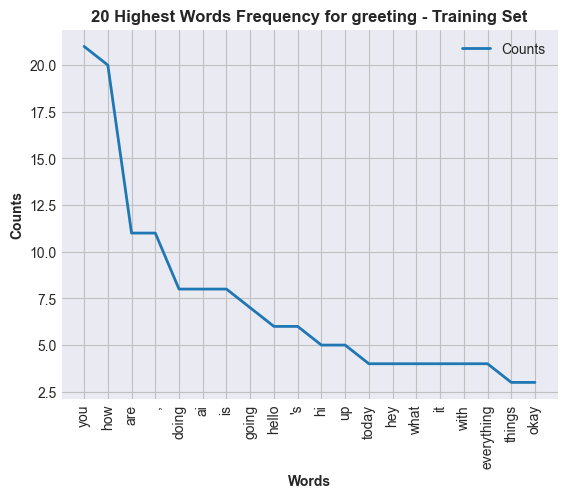 20 Highest Words Frequency for greeting - Training Set
Counts
20.0
17.5
15.0
12.5
10.0
7.5
5.0
2.5
Counts
you
how
are
,
doing
ai
is
going
hello
's
hi
up
today
hey
what
it
with
everything
things
okay
Words